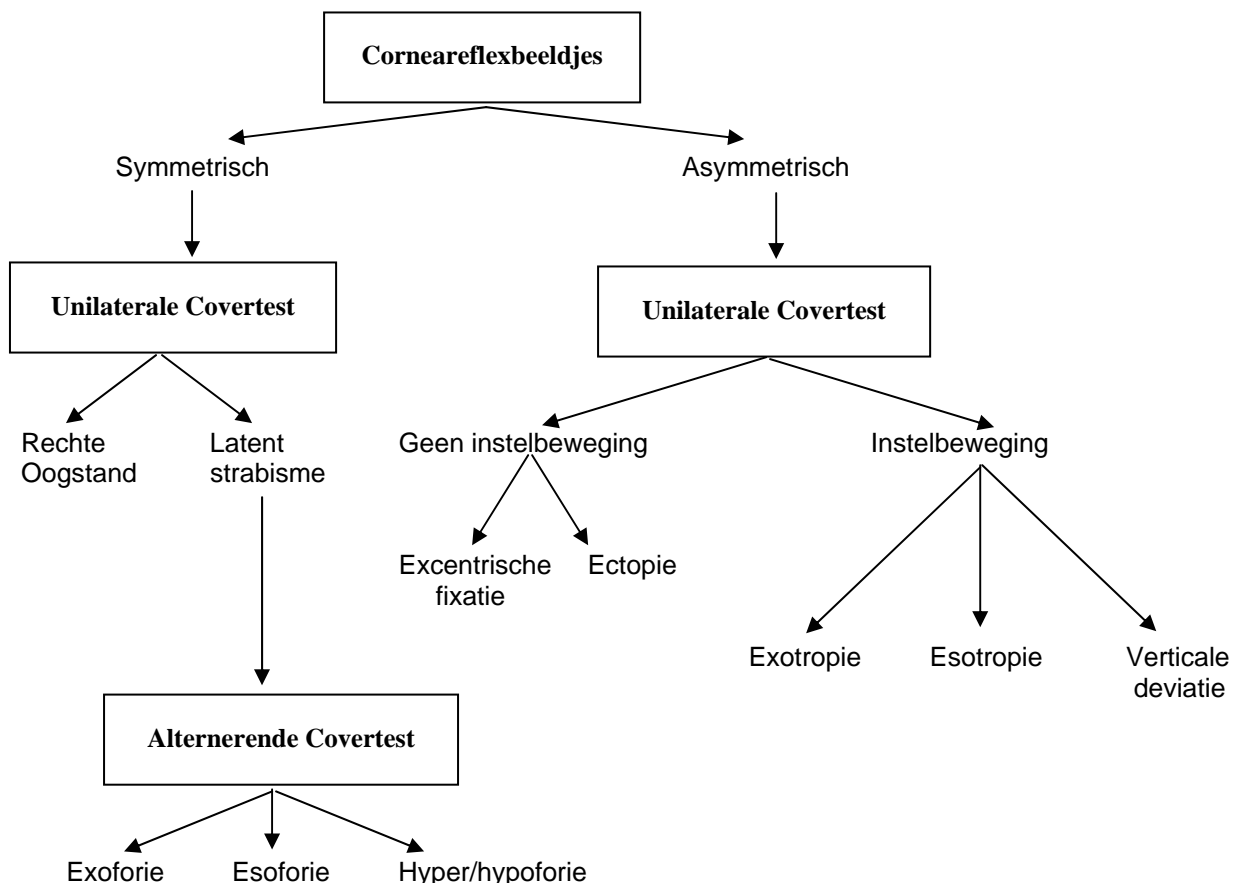 Corneareflexbeeldjes
Symmetrisch
Asymmetrisch
Unilaterale Covertest
Unilaterale Covertest
Rechte
Oogstand
Latent
strabisme
Geen instelbeweging
Instelbeweging
Excentrische
fixatie
Ectopie
Exotropie
Esotropie
Verticale
deviatie
Alternerende Covertest
Exoforie
Esoforie
Hyper/hypoforie